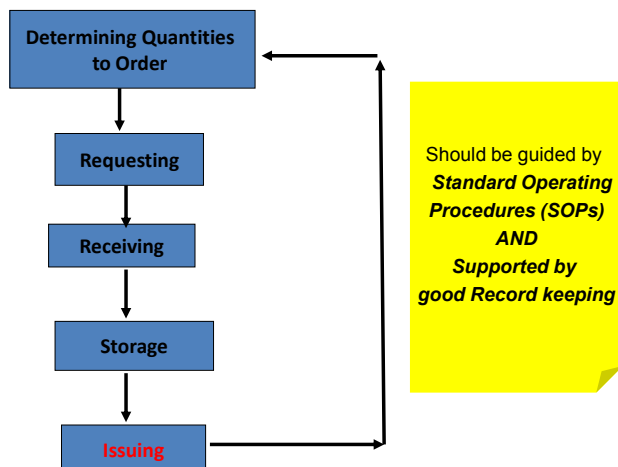 Determining Quantities
to Order
Requesting
Receiving
Storage
Issuing
Should be guided by
Standard Operating
Procedures (SOPs)
AND
Supported by
good Record keeping